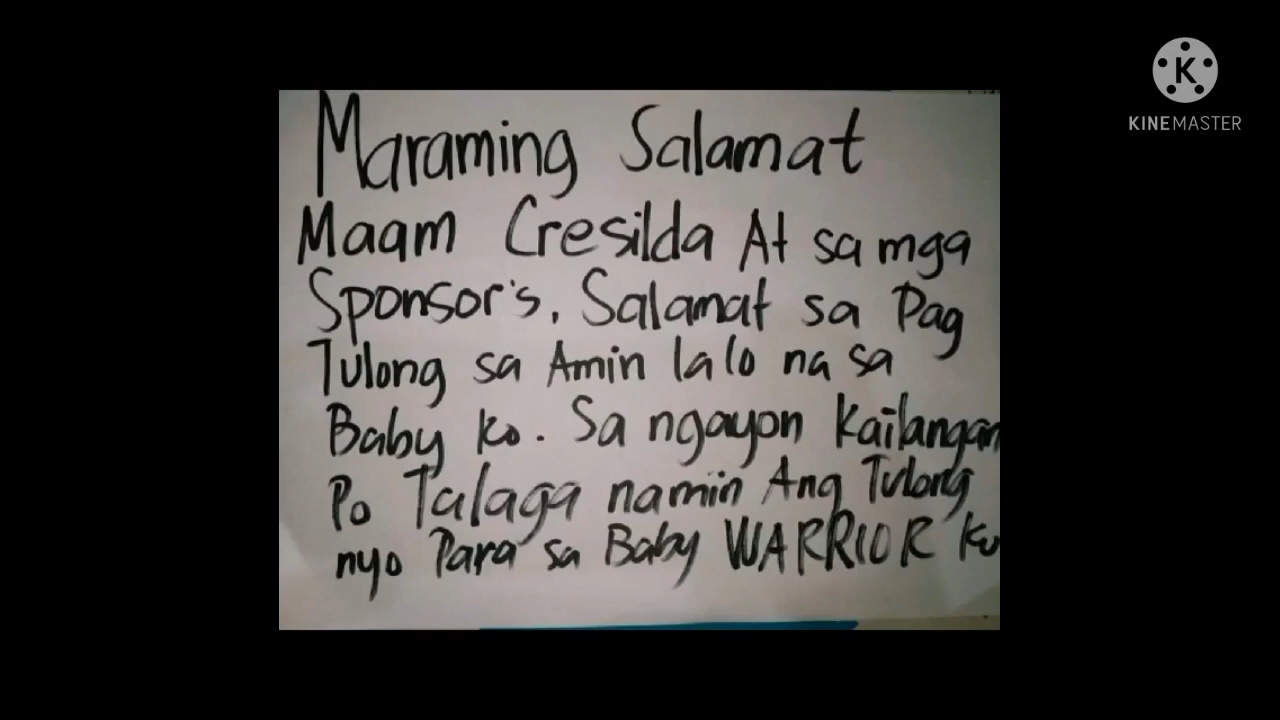 KINEMASTER
Maraming Salamat
Maam Cresilda At sa mga
Sponsor's, Salamat sa Pag
Tulong sa Amin lalo na sa
Baby ko. Sa ngayon Kailangan
Po Talaga namin Ang Tulong
nyo Para sa Baby WARRIOR ko